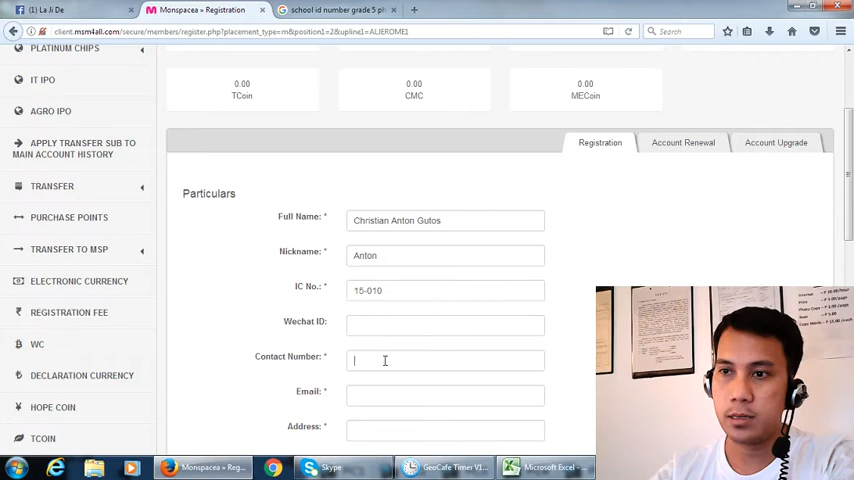 (1) La Ji De
Monspacea » Registration
school id number grade 5 ph
client.msm4all.com/secure/members/register.php?placement_type=m&position1=2&upline1=ALJEROME1
Search
PLATINUM CHIPS
IT IPO
AGRO IPO
APPLY TRANSFER SUB TO
MAIN ACCOUNT HISTORY
TRANSFER
PURCHASE POINTS
TRANSFER TO MSP
ELECTRONIC CURRENCY
REGISTRATION FEE
WC
DECLARATION CURRENCY
HOPE COIN
TCOIN
0.00
TCoin
0.00
CMC
0.00
MECoin
Registration
Account Renewal
Account Upgrade
Particulars
Full Name: *
Christian Anton Gutos
Nickname: *
Anton
IC No.: *
15-010
Wechat ID:
Contact Number: *
Email: *
Address: *
Monspacea » Reg...
Skype
GeoCafe Timer V1...
Microsoft Excel - ...